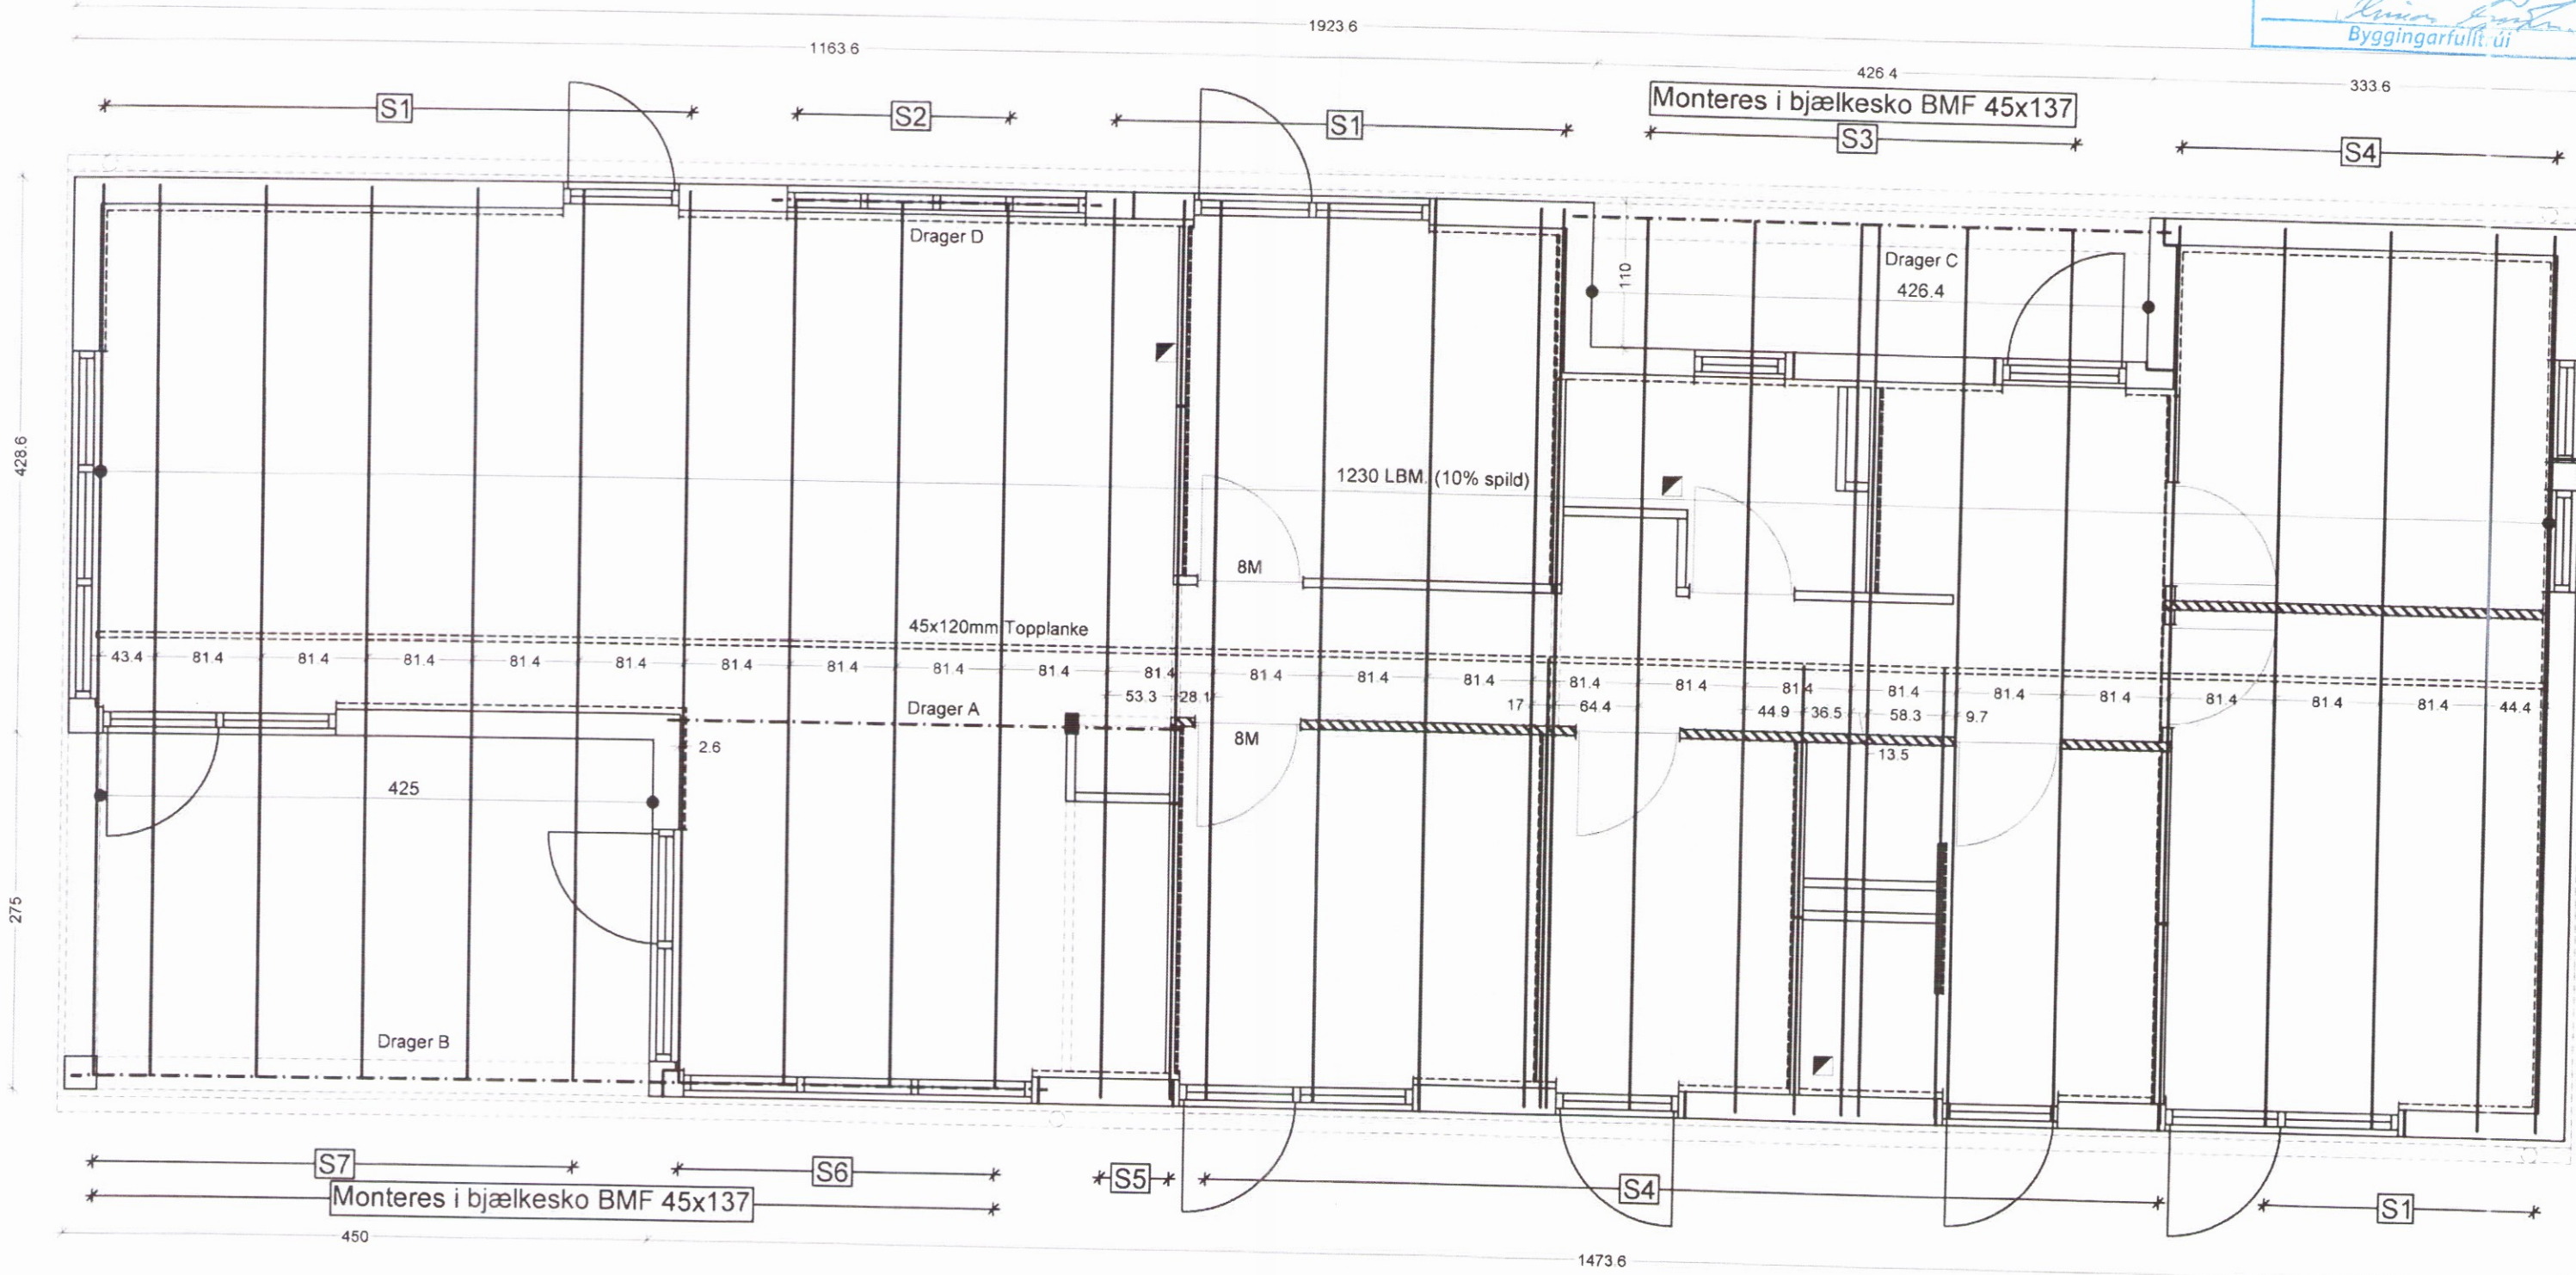 1923.6
Byggingarfulltrúi
1163.6
426.4
333.6
Monteres i bjælkesko BMF 45x137
S1
S2
S1
S3
S4
Drager D
Drager C
426.4
110
428.6
1230 LBM. (10% spild)
8M
45x120mm Topplanke
43.4 81.4 81.4 81.4 81.4 81.4 81.4 81.4 81.4 81.4 81.4 81.4 81.4 81.4 81.4 81.4 81.4 81.4 81.4 81.4 81.4 81.4 81.4 44.4
53.3 28.1 17 64.4 44.9 36.5 58.3 9.7
Drager A
2.6
8M
13.5
425
275
Drager B
S7
S6
S5
S4
S1
Monteres i bjælkesko BMF 45x137
450
1473.6